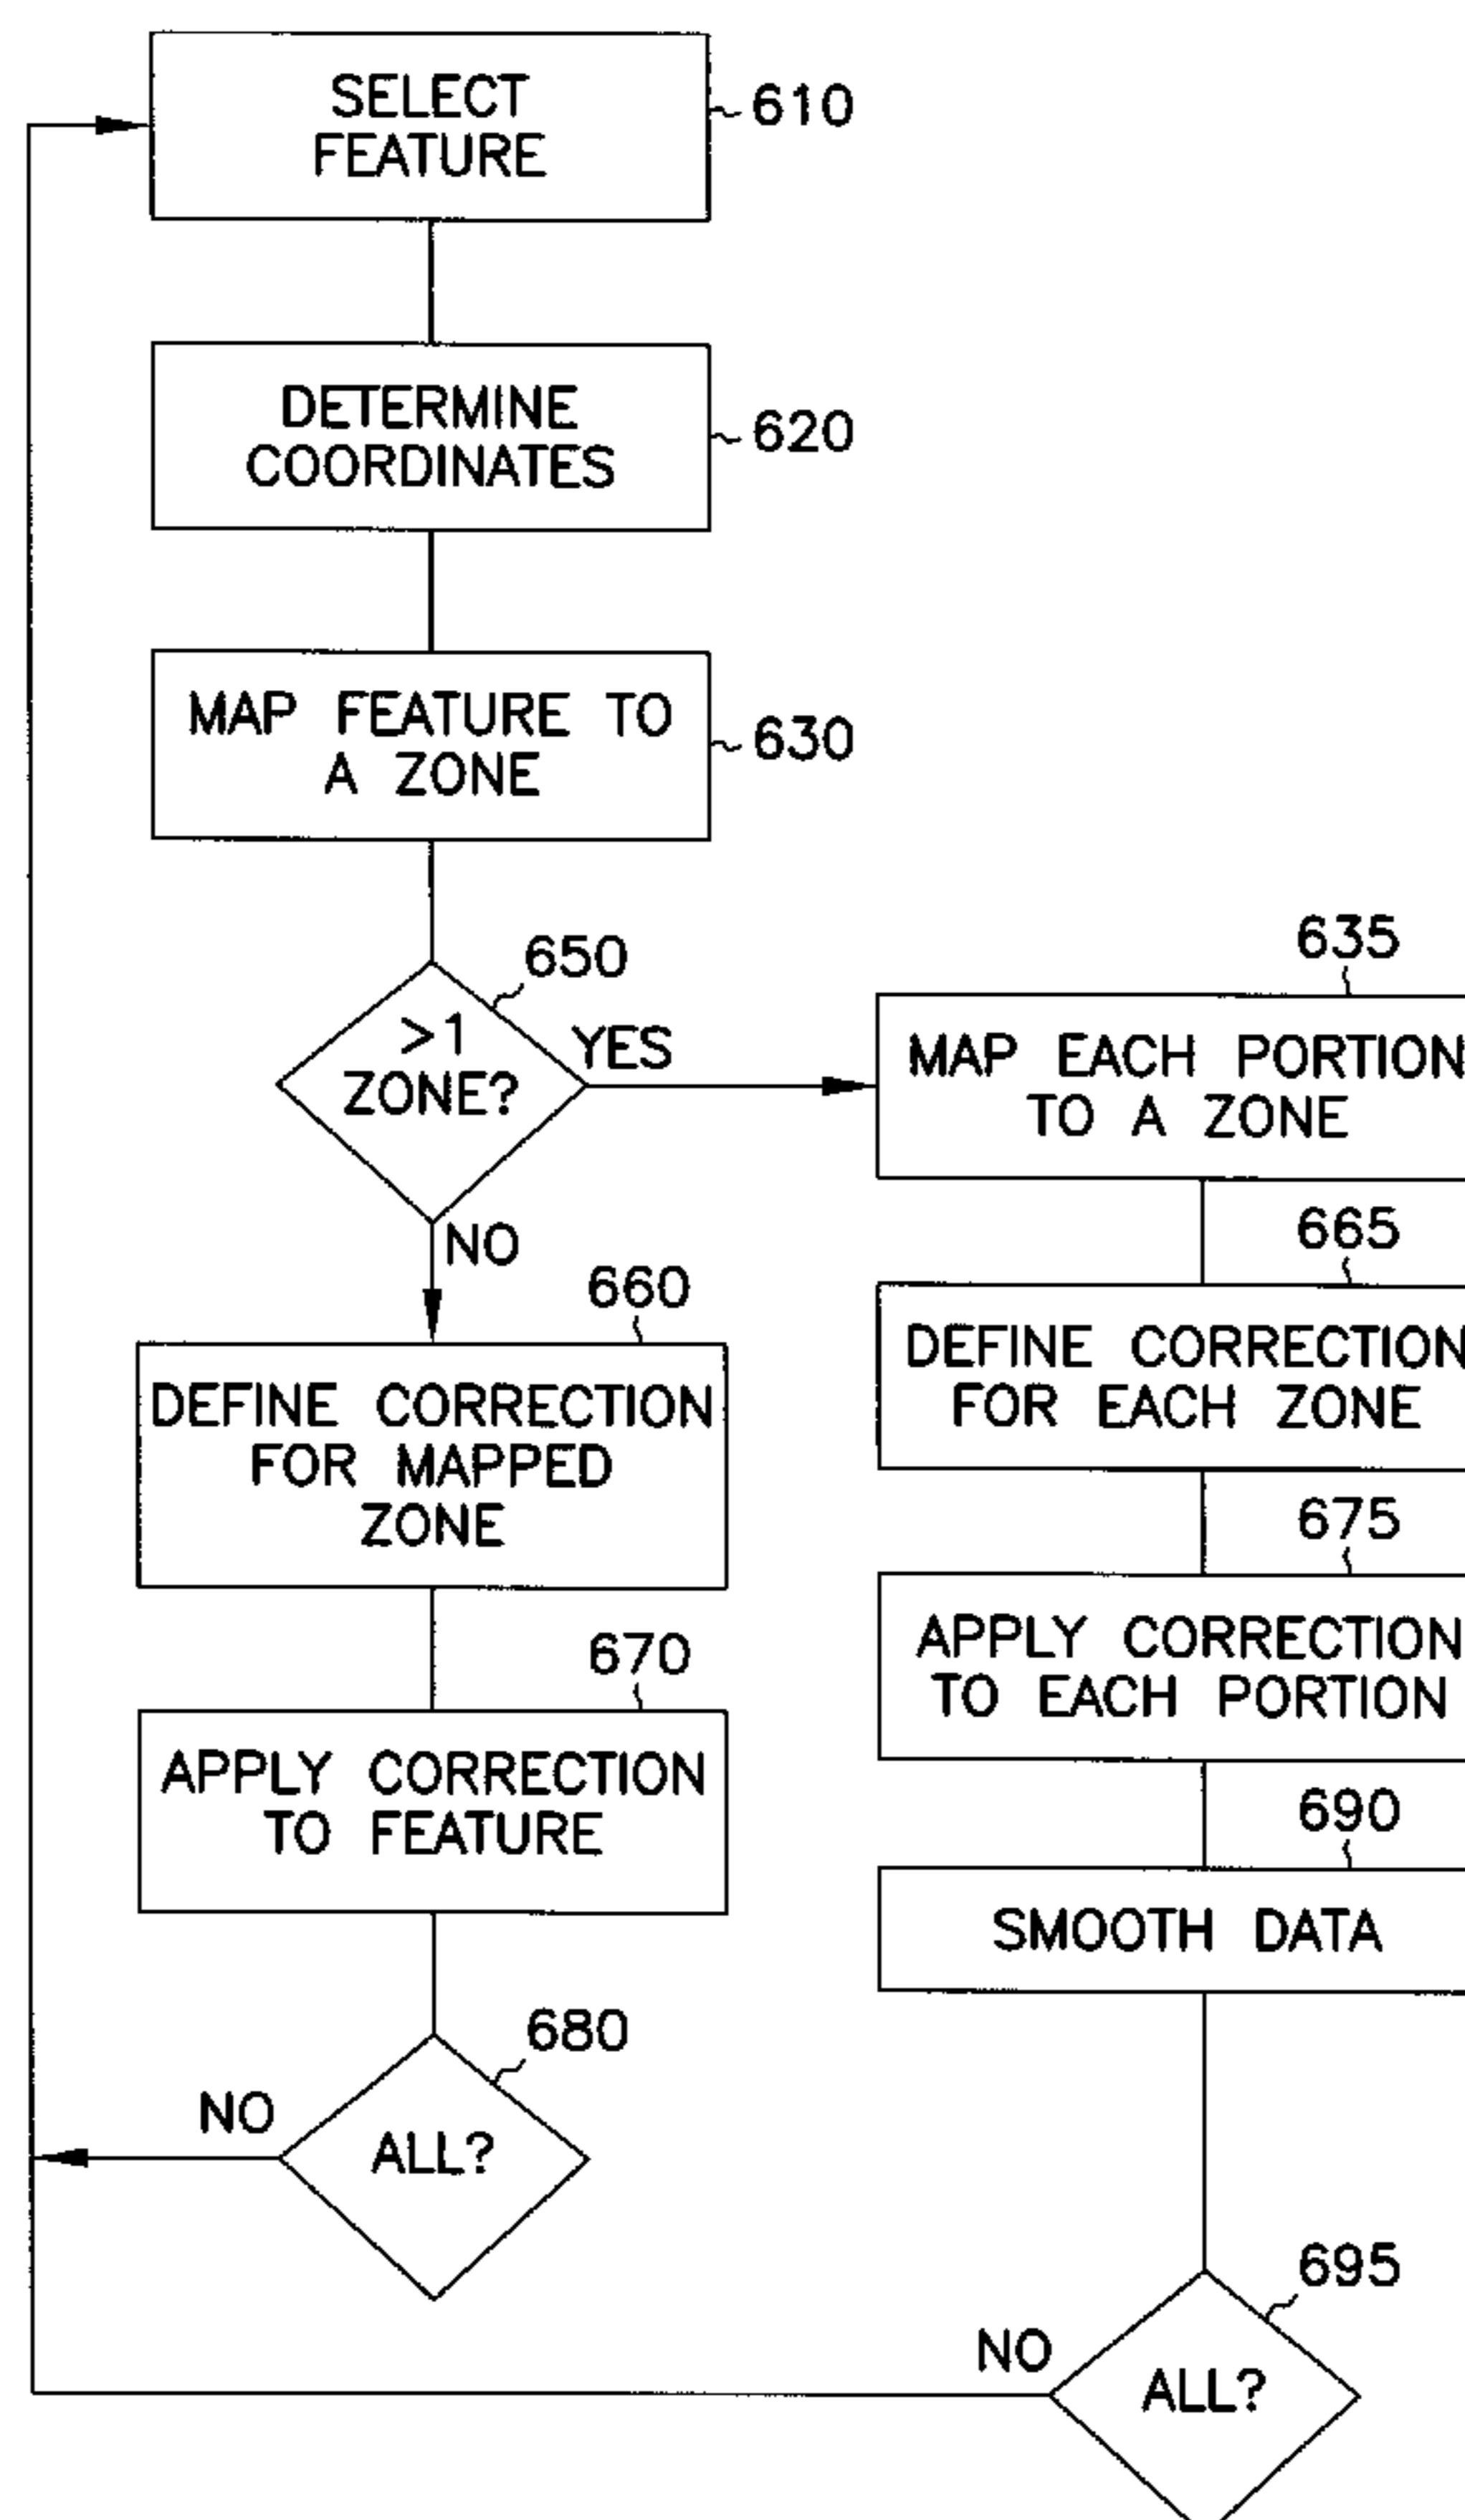 SELECT
FEATURE
610
DETERMINE
COORDINATES
620
MAP FEATURE TO
A ZONE
630
650
>1
ZONE?
YES
NO
635
MAP EACH PORTION
TO A ZONE
660
DEFINE CORRECTION
FOR MAPPED
ZONE
665
DEFINE CORRECTION
FOR EACH ZONE
670
APPLY CORRECTION
TO FEATURE
675
APPLY CORRECTION
TO EACH PORTION
690
SMOOTH DATA
680
ALL?
NO
695
ALL?
NO